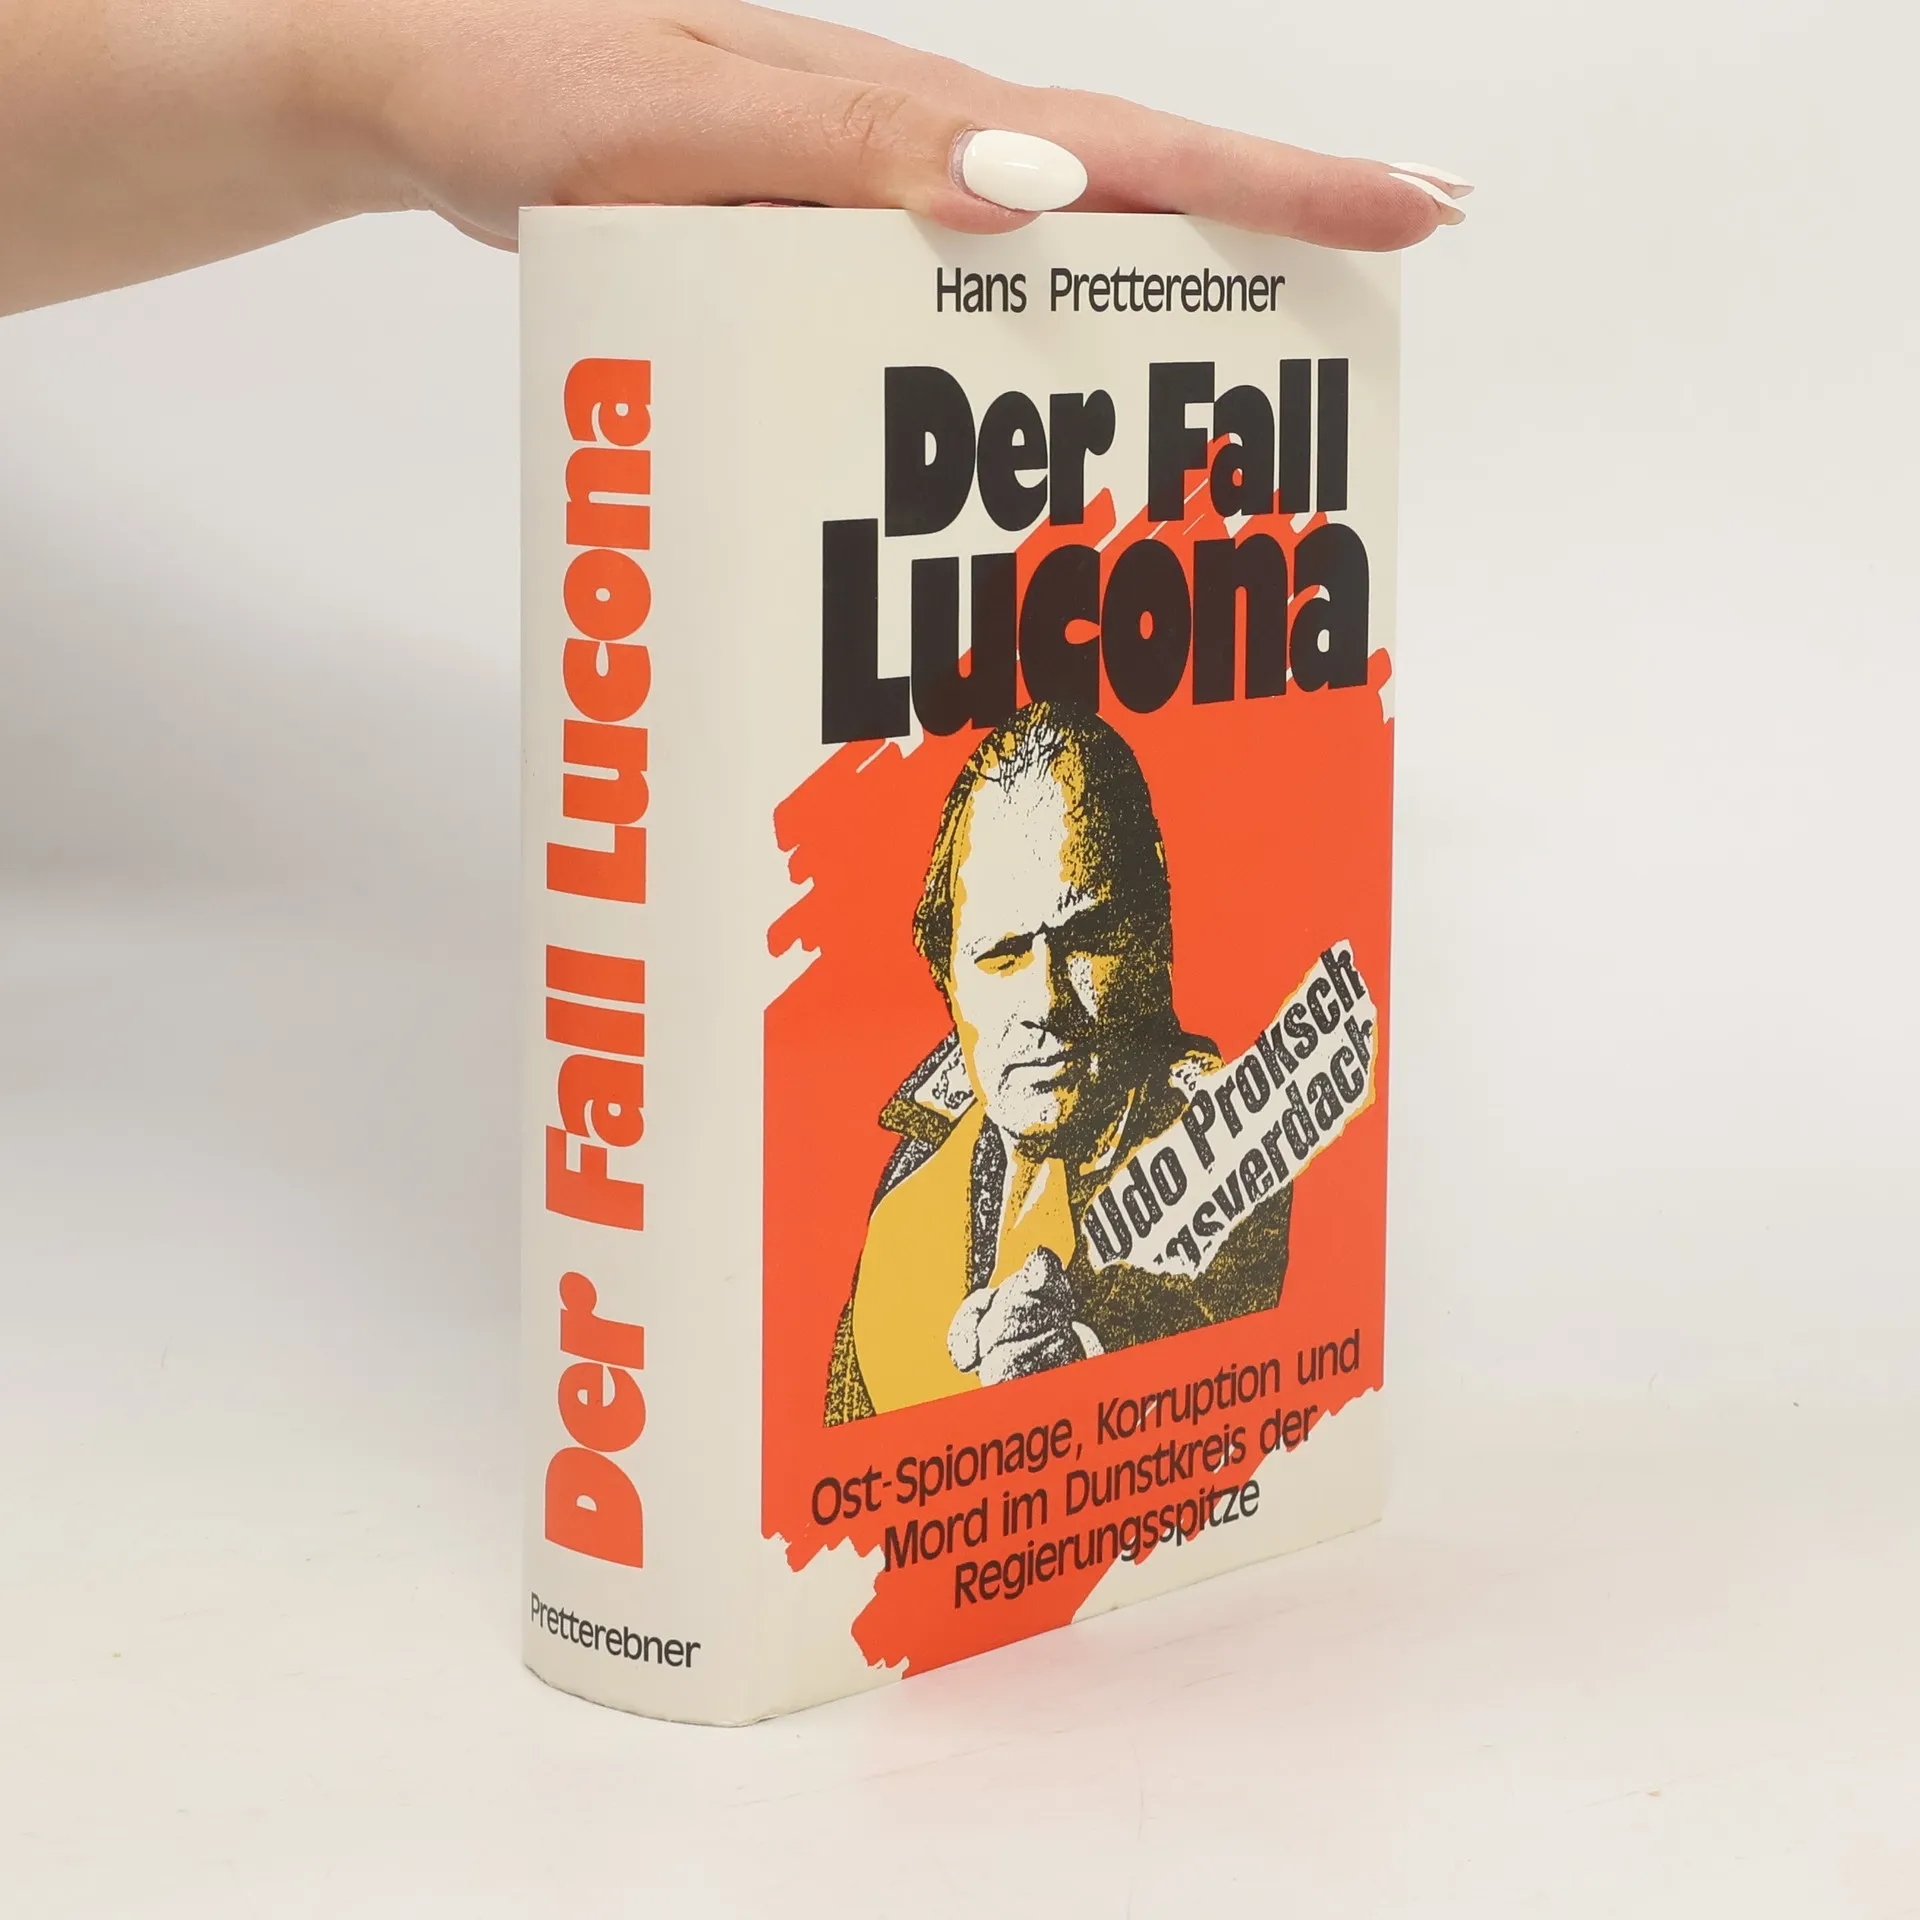 Hans Pretterebner
Der Fall
Lucona
Udo Proksch
gsverdach
Ost-Spionage, Korruption und
Mord im Dunstkreis der
Regierungsspitze
Der Fall Lucona
Pretterebner